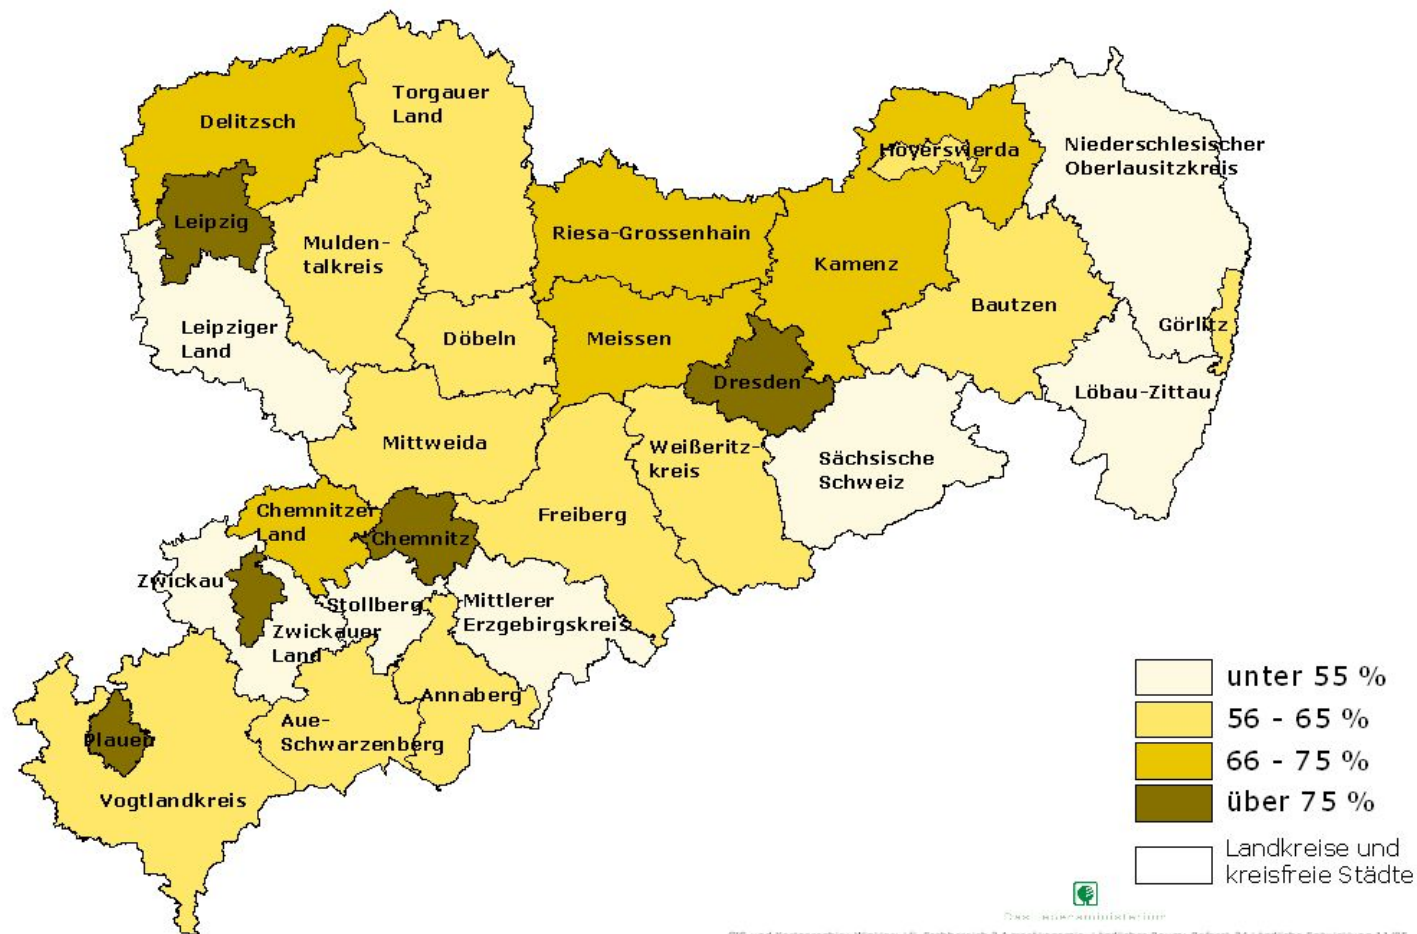 Torgauer
Land
Delitzsch
Niederschlesischer
Oberlausitzkreis
Hoyerswerda
Leipzig
Mulden-
talkreis
Riesa-Grossenhain
Kamenz
Bautzen
Leipziger
Land
Döbeln
Meissen
Görlitz
Dresden
Löbau-Zittau
Mittweida
Weißeritz-
kreis
Sächsische
Schweiz
Chemnitzer
Land
Chemnitz
Freiberg
Zwickau
Stollberg
Mittlerer
Erzgebirgskreis
Zwickauer
Land
Annaberg
Aue-
Schwarzenberg
Plauen
Vogtlandkreis
unter 55 %
56 - 65 %
66 - 75 %
über 75 %
Landkreise und
kreisfreie Städte